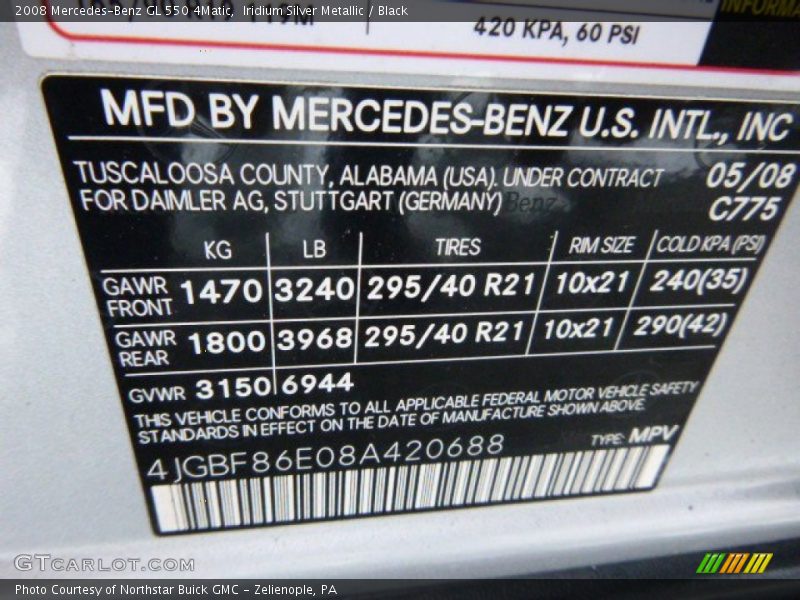 2008 Mercedes-Benz GL 550 4Matic,  Iridium Silver Metallic / Black
420 KPA, 60 PSI
MFD BY MERCEDES-BENZ U.S. INTL., INC
TUSCALOOSA COUNTY, ALABAMA (USA). UNDER CONTRACT 05/08
FOR DAIMLER AG, STUTTGART (GERMANY) C775
KG LB TIRES RIM SIZE COLD KPA (PSI)
GAWR FRONT 1470 3240 295/40 R21 10x21 240(35)
GAWR REAR 1800 3968 295/40 R21 10x21 290(42)
GVWR 3150 6944
THIS VEHICLE CONFORMS TO ALL APPLICABLE FEDERAL MOTOR VEHICLE SAFETY
STANDARDS IN EFFECT ON THE DATE OF MANUFACTURE SHOWN ABOVE.
4JGBF86E08A420688 TYPE: MPV
GTCARLOT.COM
Photo Courtesy of Northstar Buick GMC - Zelienople, PA